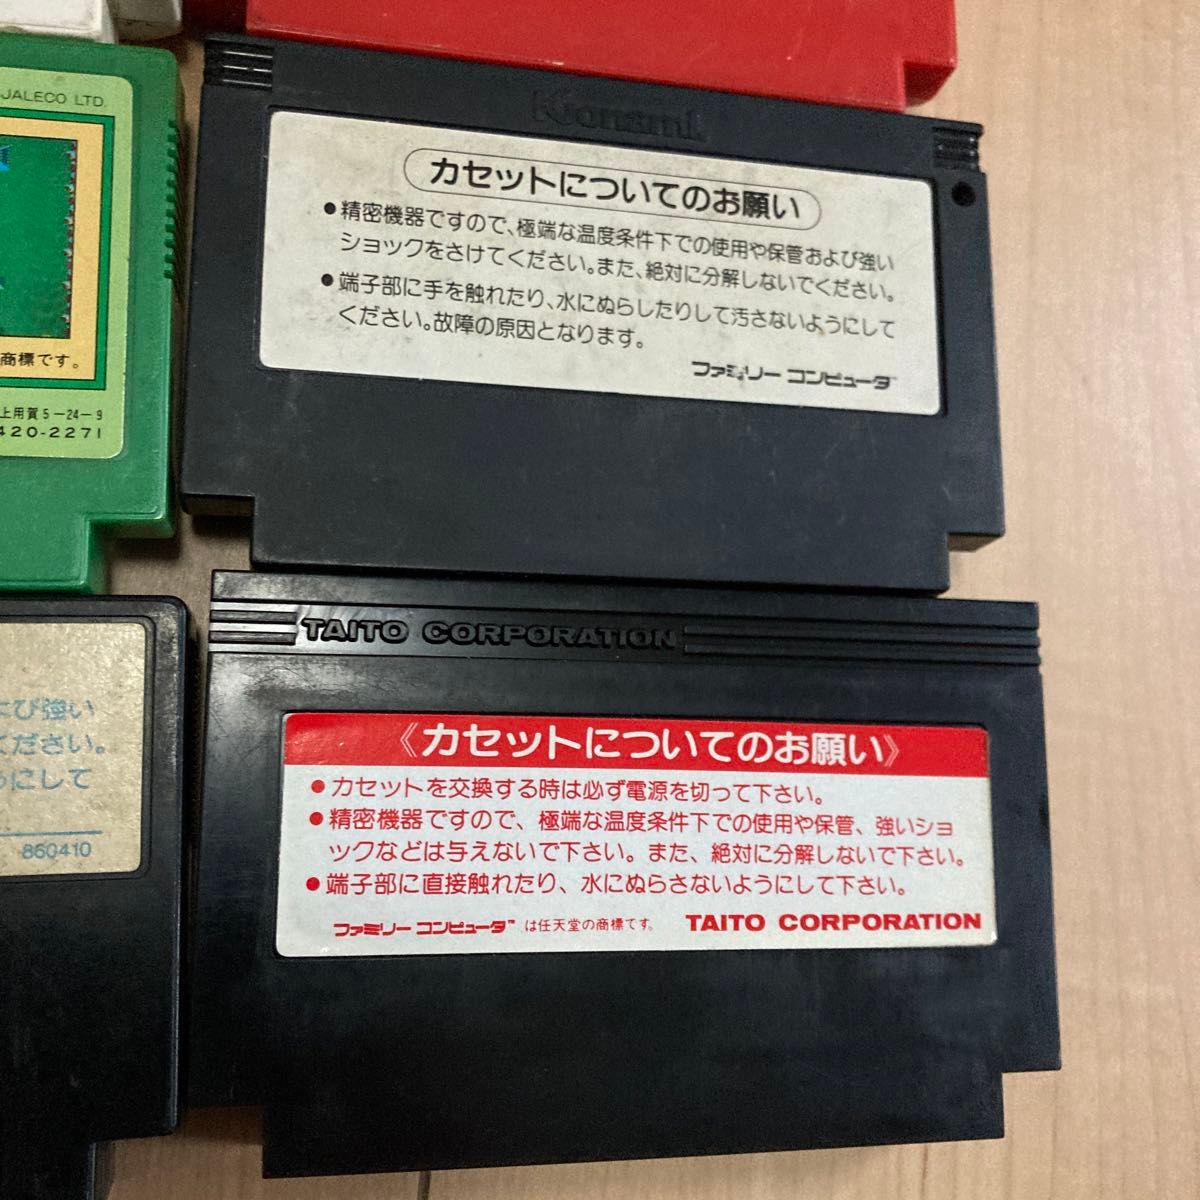 JALECO LTD.
商標です。
上用賀5-24-9
420-2271
Konami
カセットについてのお願い
●精密機器ですので、極端な温度条件下での使用や保管および強い
ショックをさけてください。また、絶対に分解しないでください。
●端子部に手を触れたり、水にぬらしたりして汚さないようにして
ください。故障の原因となります。
ファミリーコンピュータ™
び強い
ください。
にして
860410
TAITO CORPORATION
《カセットについてのお願い》
●カセットを交換する時は必ず電源を切って下さい。
●精密機器ですので、極端な温度条件下での使用や保管、強いショ
ックなどは与えないで下さい。また、絶対に分解しないで下さい。
●端子部に直接触れたり、水にぬらさないようにして下さい。
ファミリーコンピュータ™は任天堂の商標です。 TAITO CORPORATION